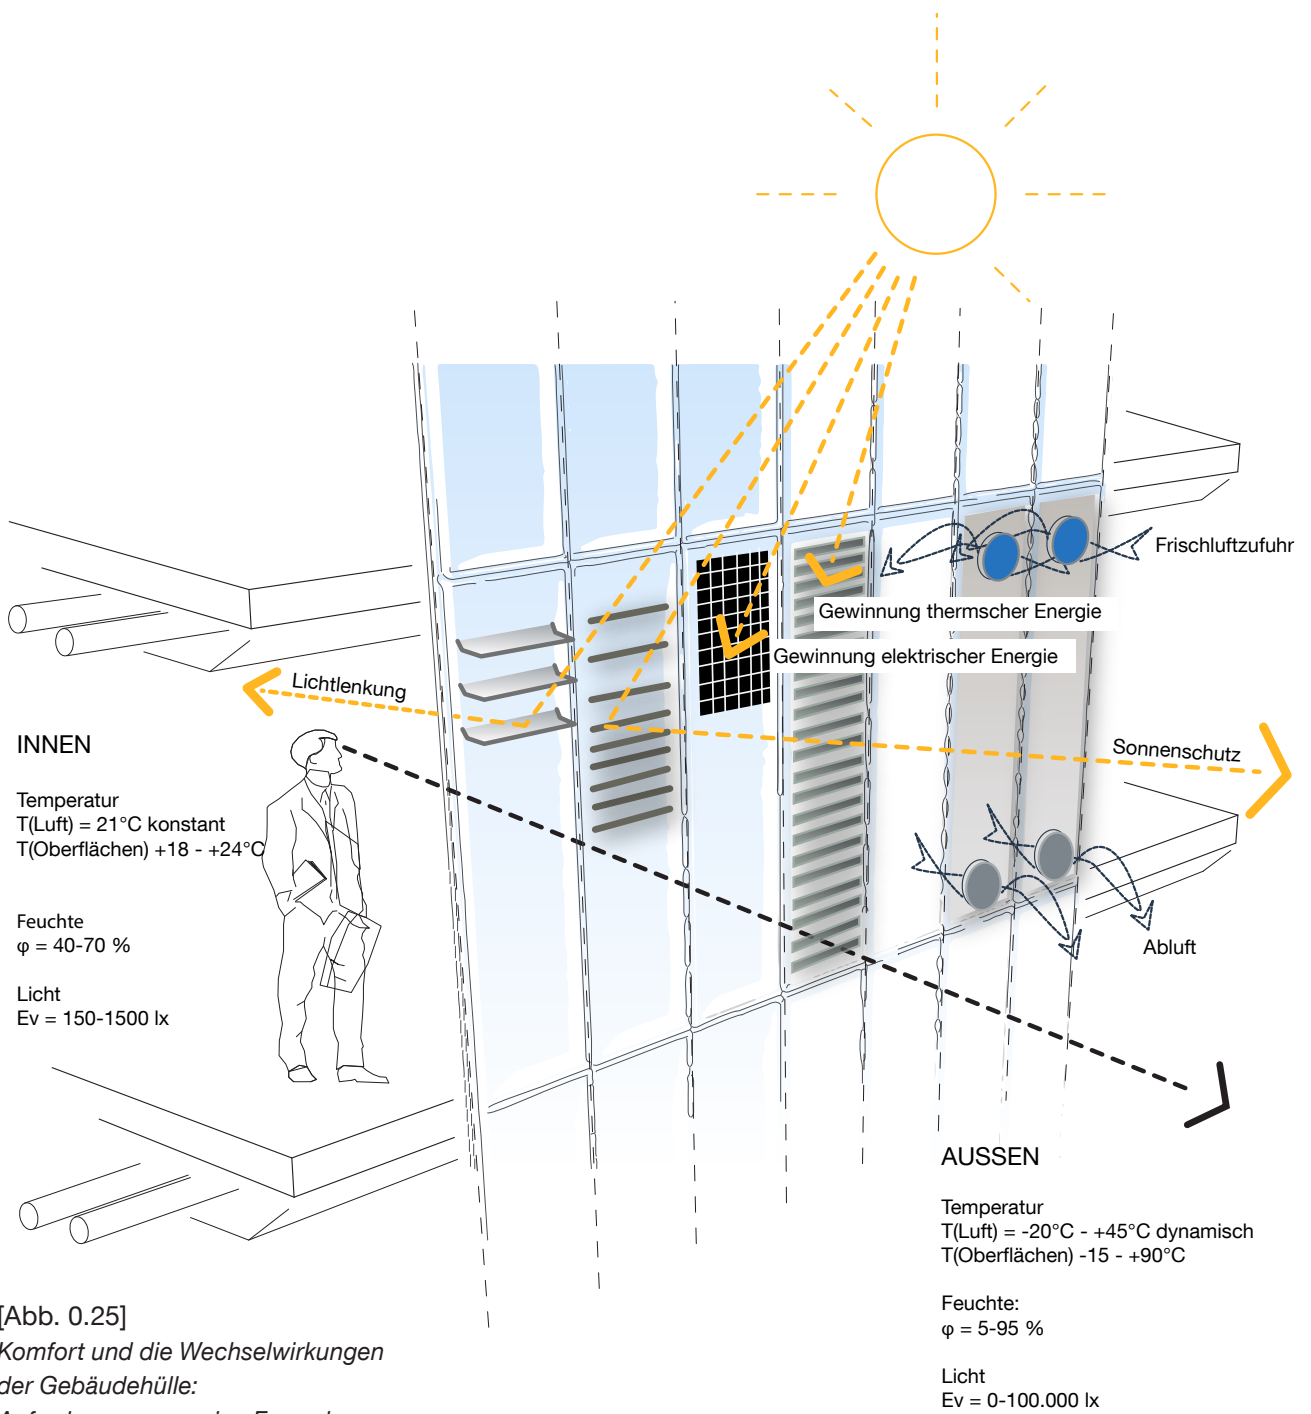 Frischluftzufuhr
Gewinnung thermscher Energie
Gewinnung elektrischer Energie
Lichtlenkung
Sonnenschutz
INNEN
Temperatur
T(Luft) = 21°C konstant
T(Oberflächen) +18 - +24°C
Feuchte
φ = 40-70 %
Licht
Ev = 150-1500 lx
Abluft
AUSSEN
Temperatur
T(Luft) = -20°C - +45°C dynamisch
T(Oberflächen) -15 - +90°C
Feuchte:
φ = 5-95 %
Licht
Ev = 0-100.000 lx
[Abb. 0.25]
Komfort und die Wechselwirkungen
der Gebäudehülle: